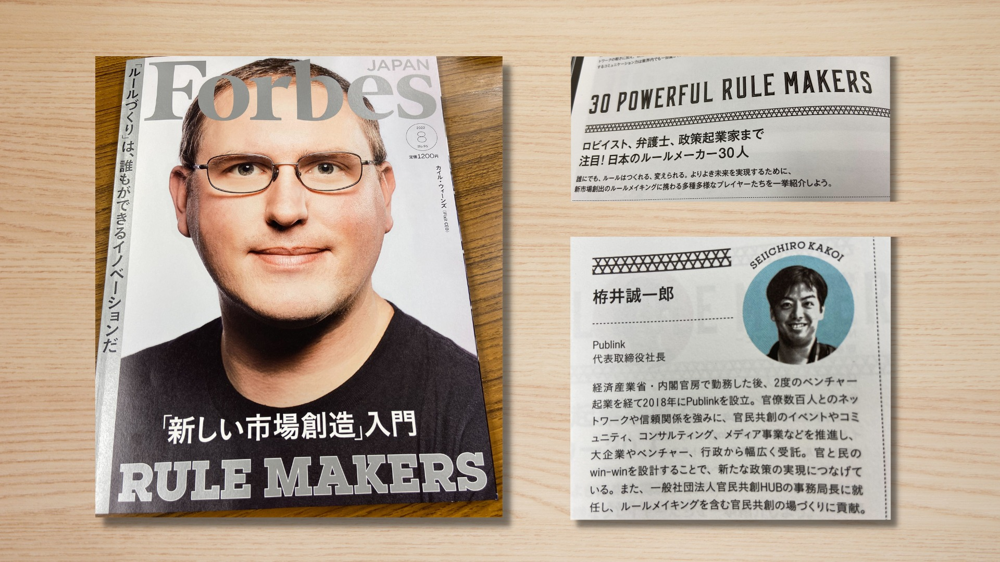 「ルールづくり」は、誰もができるイノベーションだ
Forbes
JAPAN
2022
8
No.96
定価1200円
カイル・ウィーンズ(iFixit CEO)
「新しい市場創造」入門
RULE MAKERS
するコミュニケーション力は業界内でも一目置か
30 POWERFUL RULE MAKERS
ロビイスト、弁護士、政策起業家まで
注目!日本のルールメーカー30人
誰にでも、ルールはつくれる、変えられる。よりよき未来を実現するために、
新市場創出のルールメイキングに携わる多種多様なプレイヤーたちを一挙紹介しよう。
SEIICHIRO KAKOI
栫井誠一郎
Publink
代表取締役社長
経済産業省・内閣官房で勤務した後、2度のベンチャー
起業を経て2018年にPublinkを設立。官僚数百人とのネッ
トワークや信頼関係を強みに、官民共創のイベントやコミ
ュニティ、コンサルティング、メディア事業などを推進し、
大企業やベンチャー、行政から幅広く受託。官と民の
win-winを設計することで、新たな政策の実現につなげて
いる。また、一般社団法人官民共創HUBの事務局長に就
任し、ルールメイキングを含む官民共創の場づくりに貢献。